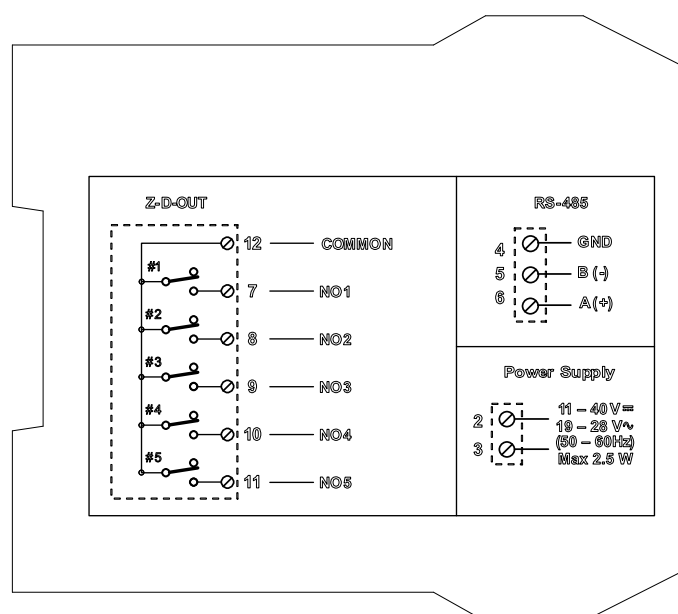 Z-D-OUT
12 COMMON
#1
7 NO1
#2
8 NO2
#3
9 NO3
#4
10 NO4
#5
11 NO5
RS-485
4 GND
5 B (-)
6 A (+)
Power Supply
11 – 40 V ⎓
2
19 – 28 V ∿
(50 – 60Hz)
3
Max 2.5 W